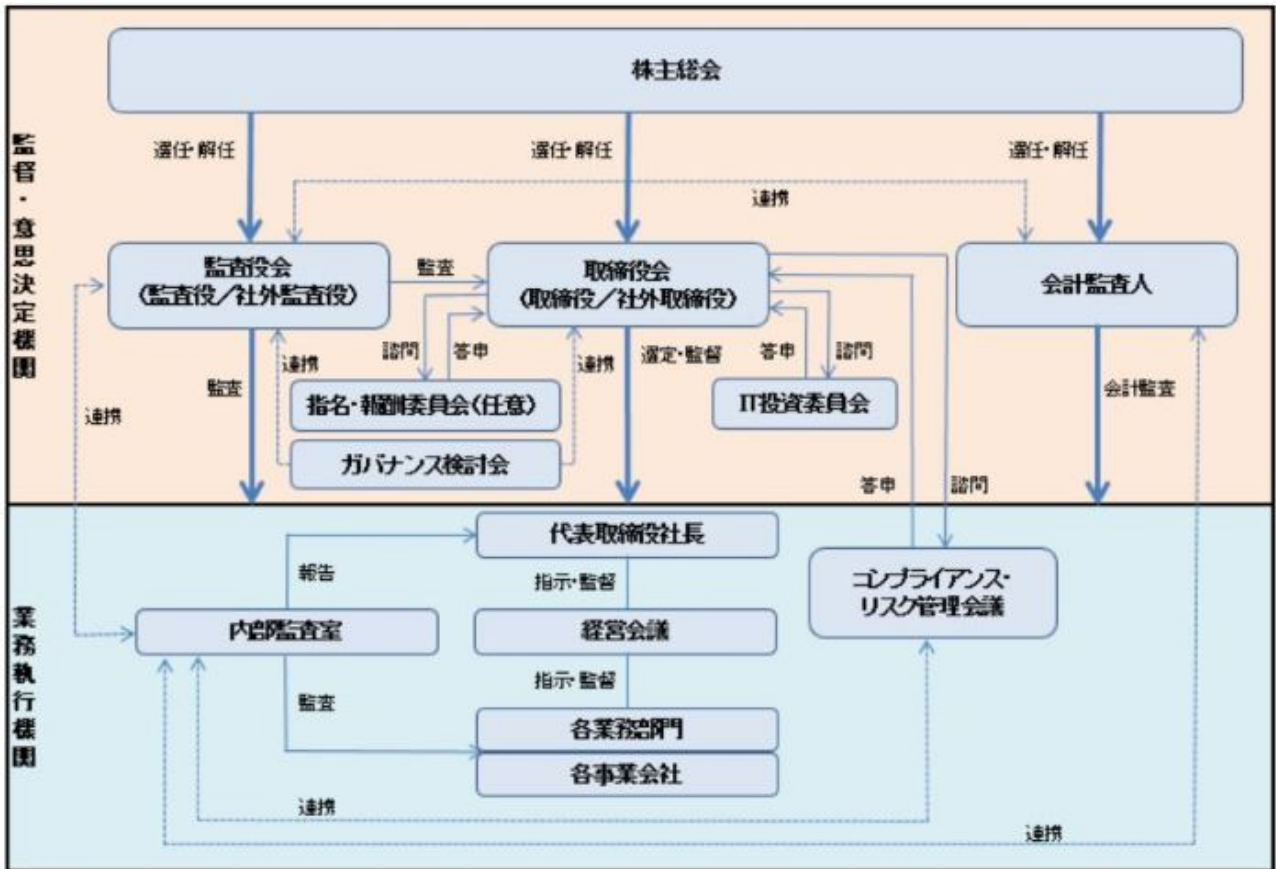 株主総会
監督・意思決定機関
選任・解任
選任・解任
選任・解任
連携
監査役会
(監査役/社外監査役)
監査
取締役会
(取締役/社外取締役)
会計監査人
諮問
答申
連携
連携
選定・監督
答申
諮問
監査
連携
会計監査
指名・報酬委員会(任意)
IT投資委員会
ガバナンス検討会
答申
諮問
業務執行機関
代表取締役社長
報告
指示・監督
コンプライアンス・
リスク管理会議
内部監査室
経営会議
指示・監督
監査
各業務部門
各事業会社
連携
連携